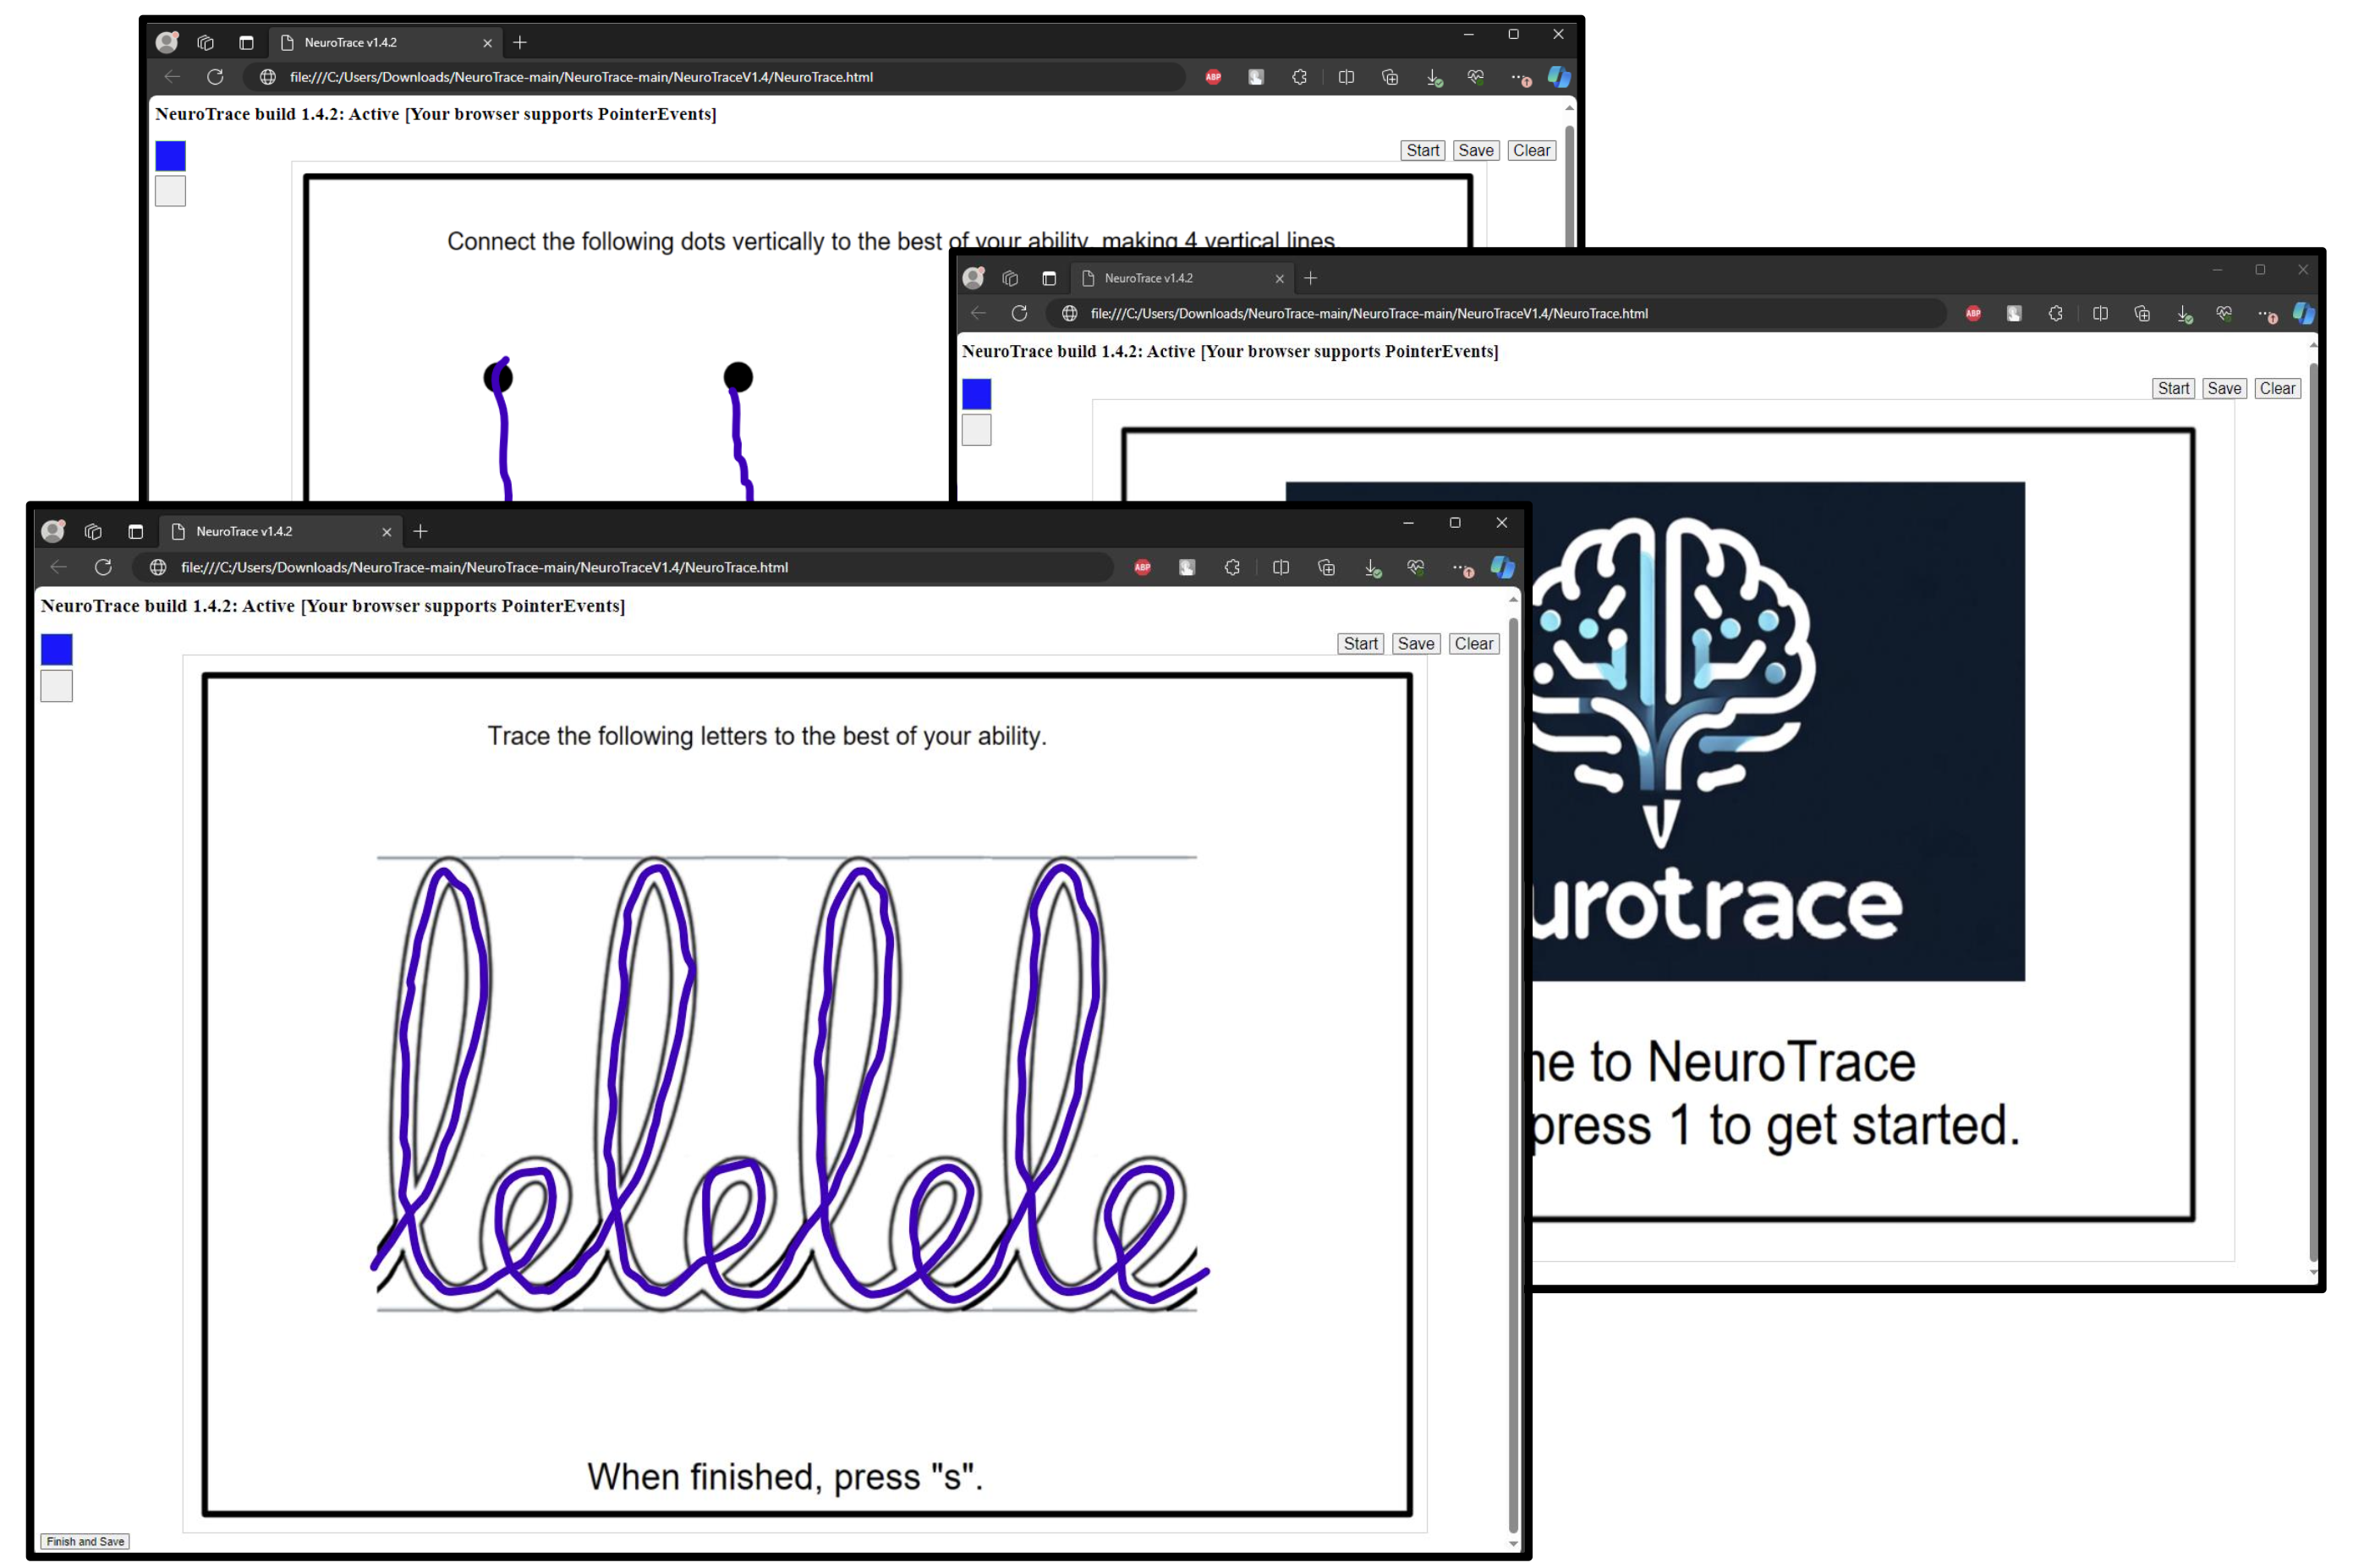 NeuroTrace v1.4.2
file:///C:/Users/Downloads/NeuroTrace-main/NeuroTrace-main/NeuroTraceV1.4/NeuroTrace.html
ABP
NeuroTrace build 1.4.2: Active [Your browser supports PointerEvents]
Start Save Clear
Connect the following dots vertically to the best of your ability, making 4 vertical lines
NeuroTrace v1.4.2
file:///C:/Users/Downloads/NeuroTrace-main/NeuroTrace-main/NeuroTraceV1.4/NeuroTrace.html
ABP
NeuroTrace build 1.4.2: Active [Your browser supports PointerEvents]
Start Save Clear
urotrace
ne to NeuroTrace
press 1 to get started.
NeuroTrace v1.4.2
file:///C:/Users/Downloads/NeuroTrace-main/NeuroTrace-main/NeuroTraceV1.4/NeuroTrace.html
ABP
NeuroTrace build 1.4.2: Active [Your browser supports PointerEvents]
Start Save Clear
Trace the following letters to the best of your ability.
lelelele
When finished, press "s".
Finish and Save